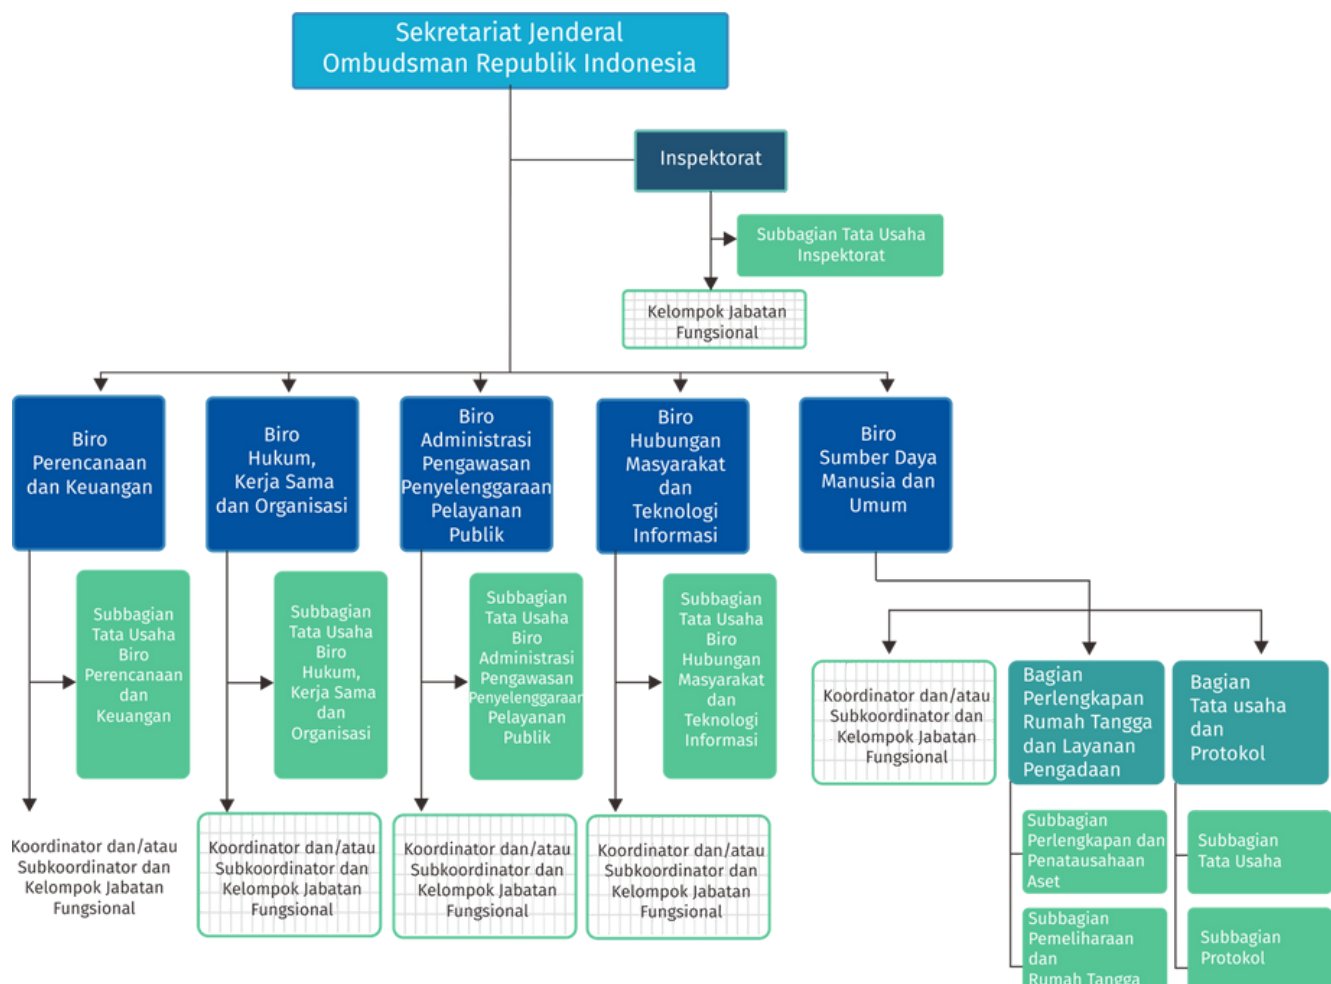 Sekretariat Jenderal
Ombudsman Republik Indonesia
Inspektorat
Subbagian Tata Usaha
Inspektorat
Kelompok Jabatan
Fungsional
Biro
Perencanaan
dan Keuangan
Biro
Hukum,
Kerja Sama
dan Organisasi
Biro
Administrasi
Pengawasan
Penyelenggaraan
Pelayanan
Publik
Biro
Hubungan
Masyarakat
dan
Teknologi
Informasi
Biro
Sumber Daya
Manusia dan
Umum
Subbagian
Tata Usaha
Biro
Perencanaan
dan
Keuangan
Subbagian
Tata Usaha
Biro
Hukum,
Kerja Sama
dan
Organisasi
Subbagian
Tata Usaha
Biro
Administrasi
Pengawasan
Penyelenggaraan
Pelayanan
Publik
Subbagian
Tata Usaha
Biro
Hubungan
Masyarakat
dan
Teknologi
Informasi
Koordinator dan/atau
Subkoordinator dan
Kelompok Jabatan
Fungsional
Bagian
Perlengkapan
Rumah Tangga
dan Layanan
Pengadaan
Bagian
Tata usaha
dan
Protokol
Koordinator dan/atau
Subkoordinator dan
Kelompok Jabatan
Fungsional
Koordinator dan/atau
Subkoordinator dan
Kelompok Jabatan
Fungsional
Koordinator dan/atau
Subkoordinator dan
Kelompok Jabatan
Fungsional
Koordinator dan/atau
Subkoordinator dan
Kelompok Jabatan
Fungsional
Subbagian
Perlengkapan dan
Penatausahaan
Aset
Subbagian
Tata Usaha
Subbagian
Pemeliharaan
dan
Rumah Tangga
Subbagian
Protokol